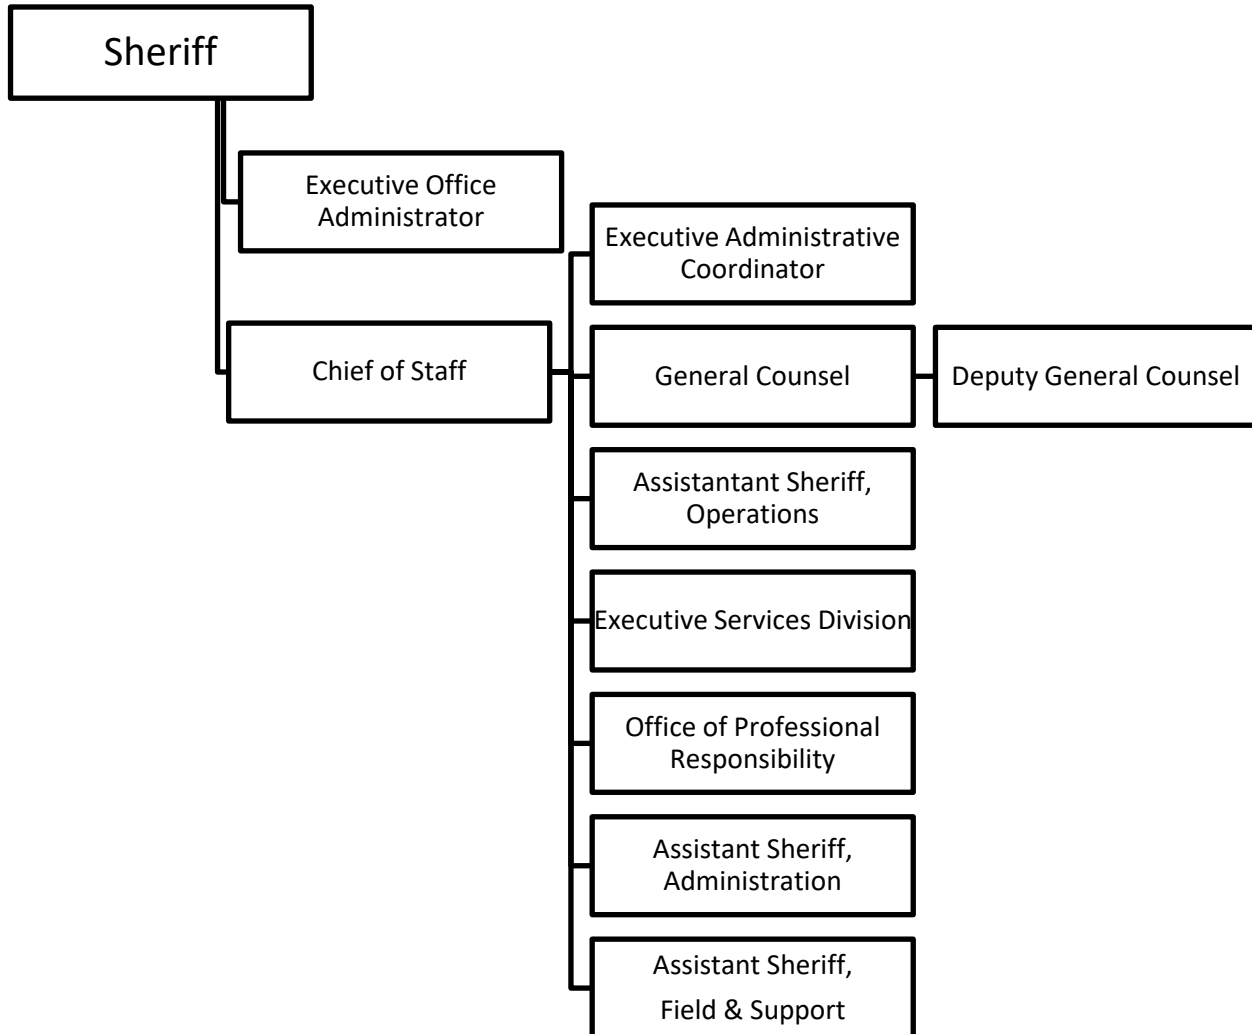 Sheriff
Executive Office
Administrator
Executive Administrative
Coordinator
Chief of Staff
General Counsel
Deputy General Counsel
Assistantant Sheriff,
Operations
Executive Services Division
Office of Professional
Responsibility
Assistant Sheriff,
Administration
Assistant Sheriff,
Field & Support